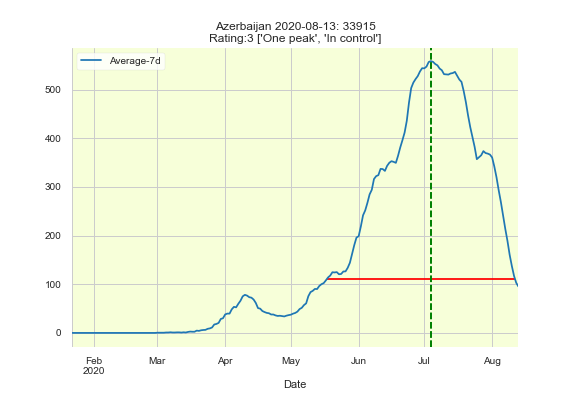 Azerbaijan 2020-08-13: 33915
Rating:3 ['One peak', 'In control']
Average-7d
500
400
300
200
100
0
Feb
2020
Mar
Apr
May
Jun
Jul
Aug
Date